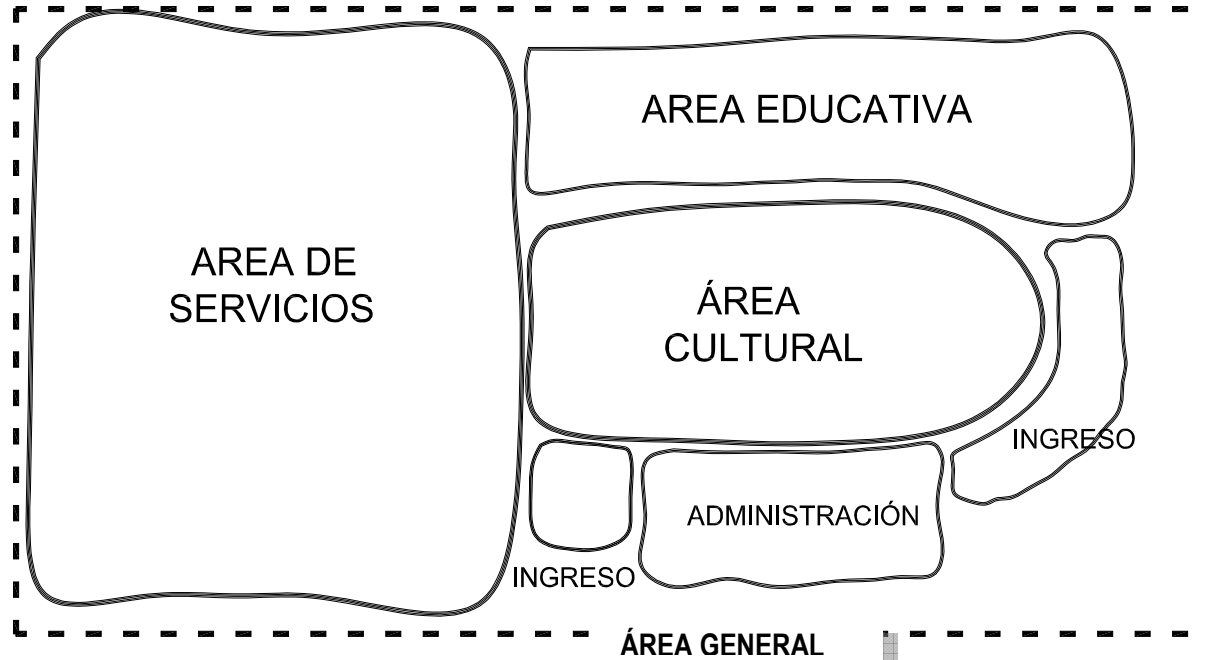 AREA EDUCATIVA
AREA DE
SERVICIOS
ÁREA
CULTURAL
INGRESO
ADMINISTRACIÓN
INGRESO
ÁREA GENERAL